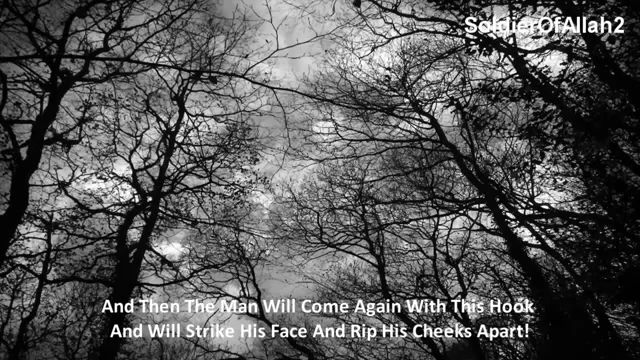 SoldierOfAllah2
And Then The Man Will Come Again With This Hook
And Will Strike His Face And Rip His Cheeks Apart!